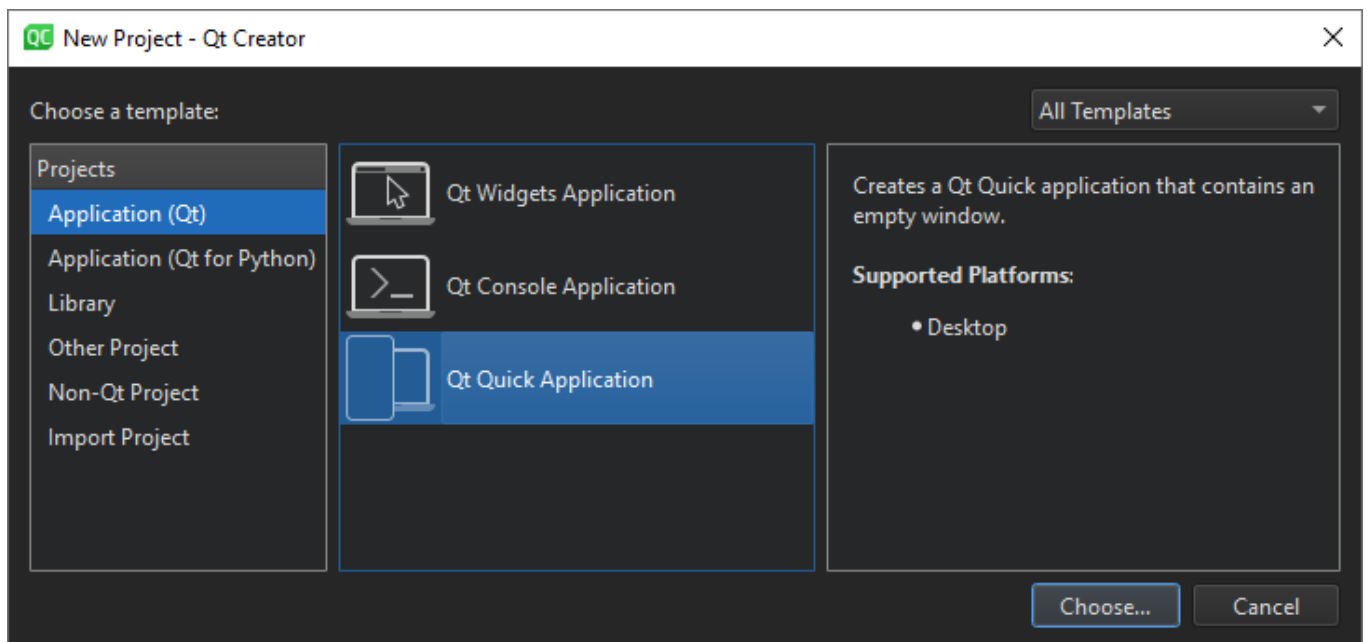 QC New Project - Qt Creator
Choose a template:
All Templates
Projects
Application (Qt)
Application (Qt for Python)
Library
Other Project
Non-Qt Project
Import Project
Qt Widgets Application
Qt Console Application
Qt Quick Application
Creates a Qt Quick application that contains an
empty window.
Supported Platforms:
• Desktop
Choose...
Cancel